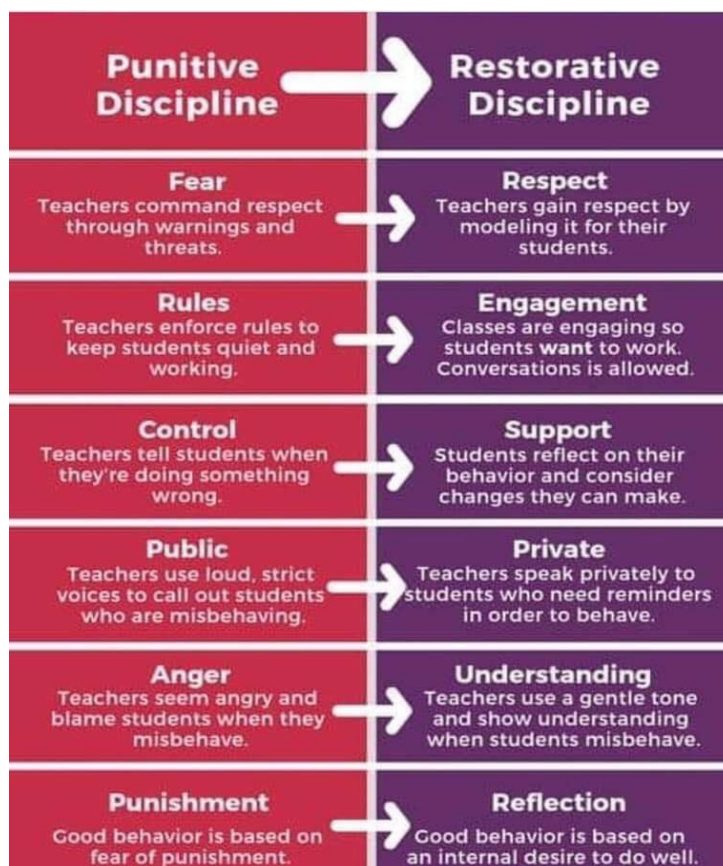 Punitive
Discipline
Restorative
Discipline
Fear
Teachers command respect
through warnings and
threats.
Respect
Teachers gain respect by
modeling it for their
students.
Rules
Teachers enforce rules to
keep students quiet and
working.
Engagement
Classes are engaging so
students want to work.
Conversations is allowed.
Control
Teachers tell students when
they're doing something
wrong.
Support
Students reflect on their
behavior and consider
changes they can make.
Public
Teachers use loud, strict
voices to call out students
who are misbehaving.
Private
Teachers speak privately to
students who need reminders
in order to behave.
Anger
Teachers seem angry and
blame students when they
misbehave.
Understanding
Teachers use a gentle tone
and show understanding
when students misbehave.
Punishment
Good behavior is based on
fear of punishment.
Reflection
Good behavior is based on
an internal desire to do well.